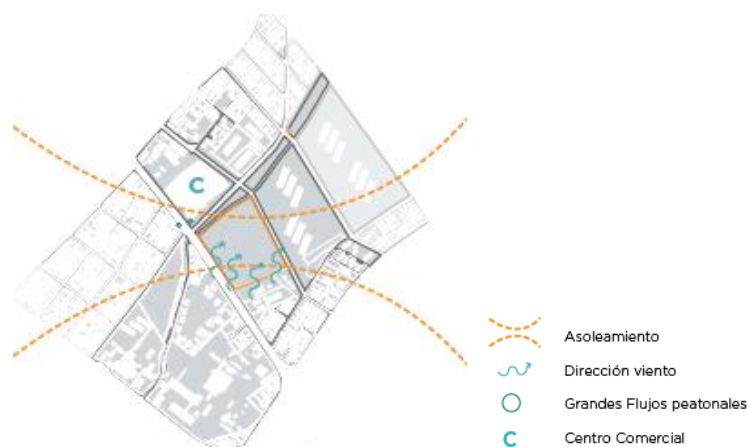 C
Asoleamiento
Dirección viento
Grandes Flujos peatonales
C Centro Comercial